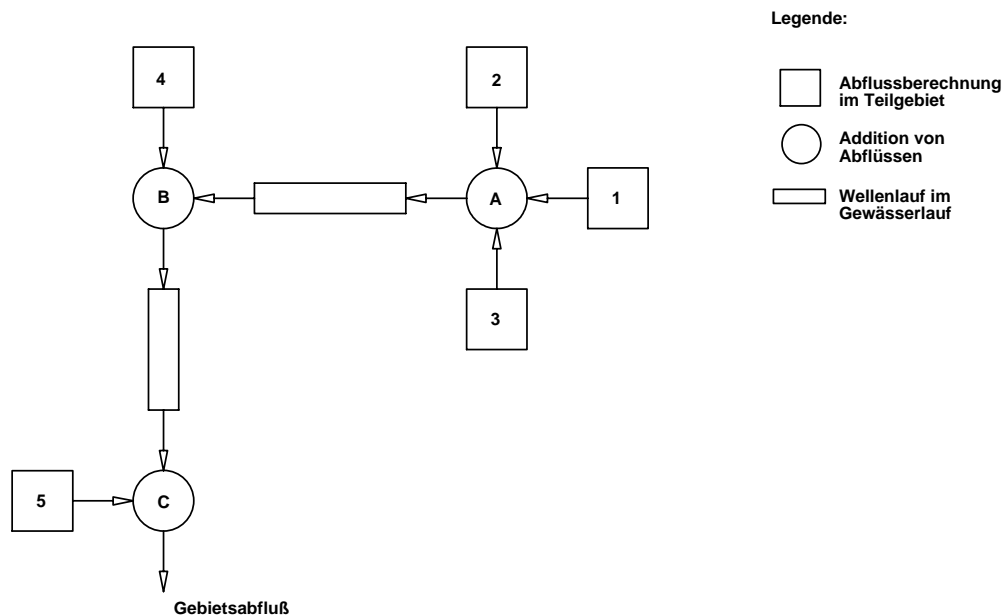 Legende:
4
2
Abflussberechnung
im Teilgebiet
Addition von
Abflüssen
B
A
1
Wellenlauf im
Gewässerlauf
3
5
C
Gebietsabfluß